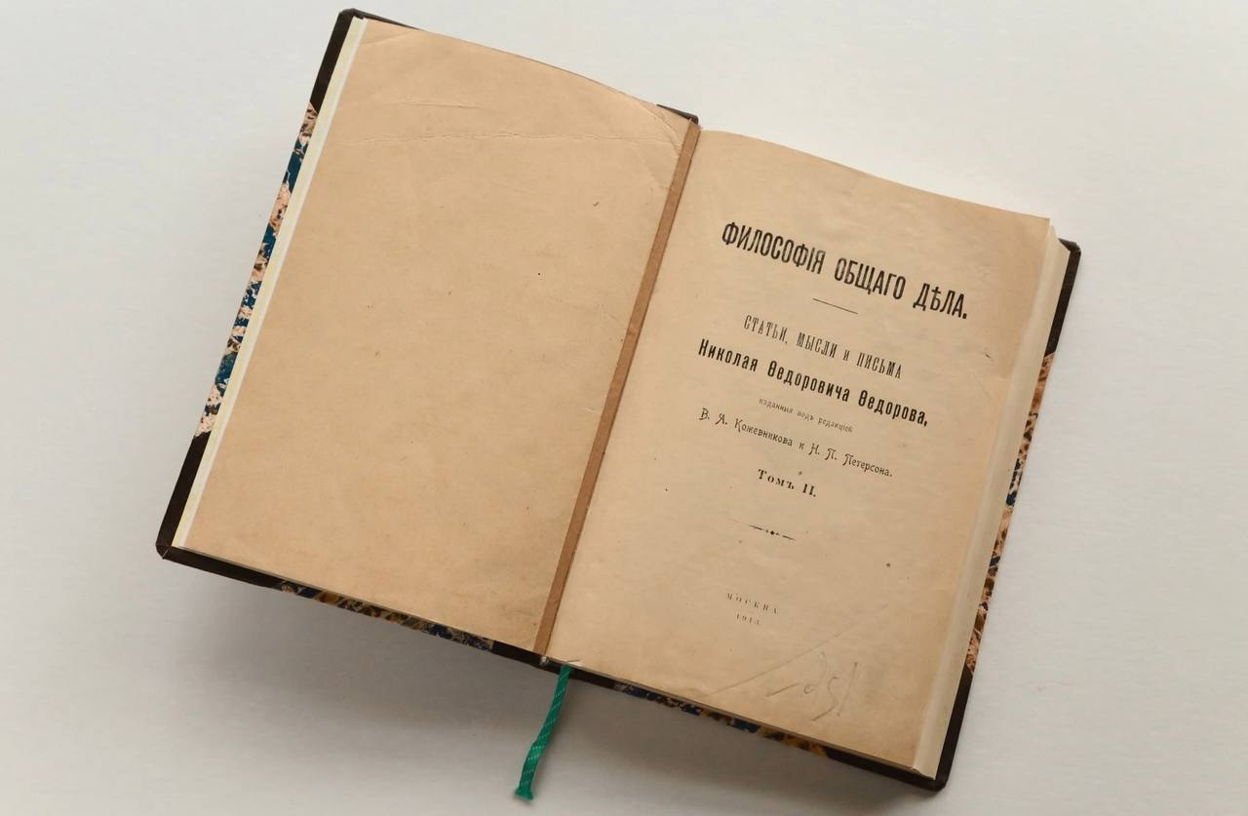 ФИЛОСОФІЯ ОБЩАГО ДѢЛА.
СТАТЬИ, МЫСЛИ И ПИСЬМА
Николая Ѳедоровича Ѳедорова,
изданныя подъ редакціей
В. А. Кожевникова и Н. П. Петерсона.
Томъ II.
МОСКВА
1913.